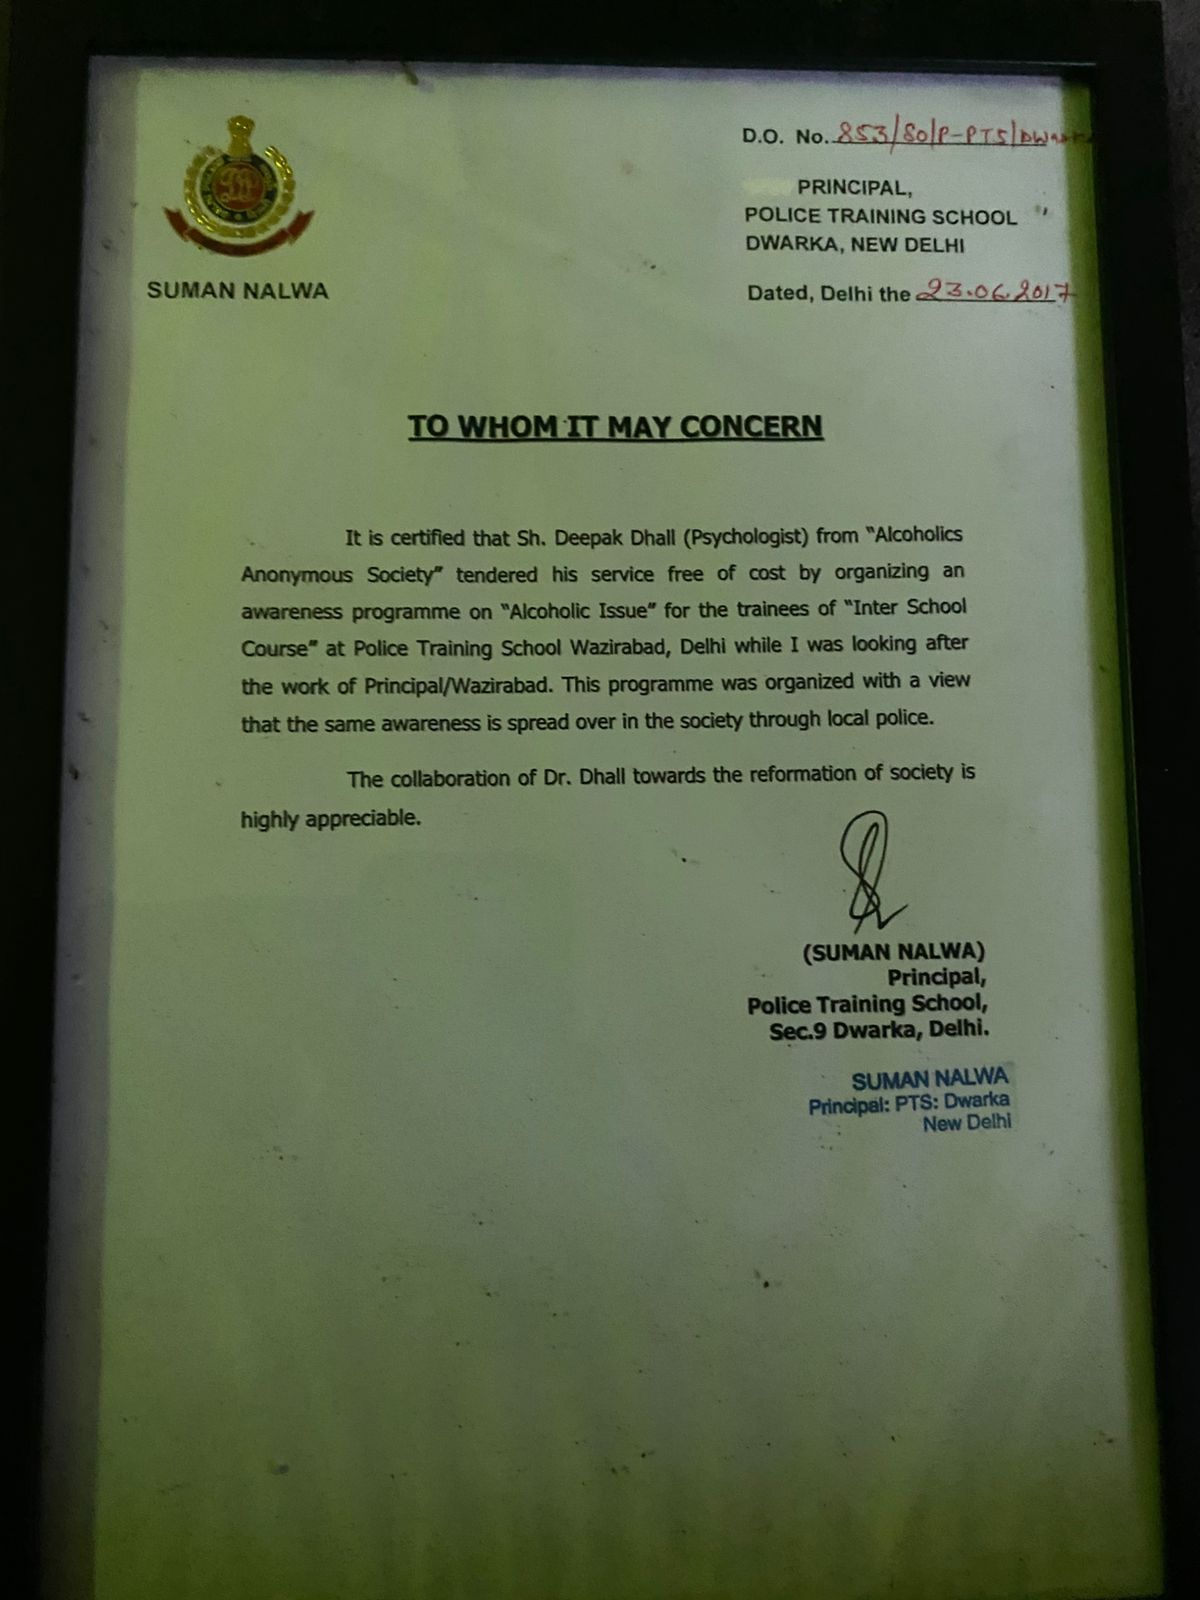 D.O. No. 853/SO/P-PTS/Dwarka
PRINCIPAL,
POLICE TRAINING SCHOOL
DWARKA, NEW DELHI
SUMAN NALWA
Dated, Delhi the 23.06.2017
TO WHOM IT MAY CONCERN
It is certified that Sh. Deepak Dhall (Psychologist) from "Alcoholics
Anonymous Society" tendered his service free of cost by organizing an
awareness programme on "Alcoholic Issue" for the trainees of "Inter School
Course" at Police Training School Wazirabad, Delhi while I was looking after
the work of Principal/Wazirabad. This programme was organized with a view
that the same awareness is spread over in the society through local police.
The collaboration of Dr. Dhall towards the reformation of society is
highly appreciable.
(SUMAN NALWA)
Principal,
Police Training School,
Sec.9 Dwarka, Delhi.
SUMAN NALWA
Principal: PTS: Dwarka
New Delhi